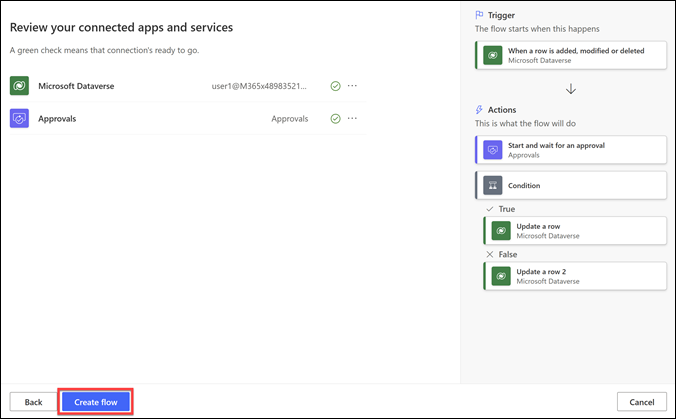 Review your connected apps and services
A green check means that connection's ready to go.
Microsoft Dataverse
user1@M365x48983521...
Approvals
Approvals
Back
Create flow
Trigger
The flow starts when this happens
When a row is added, modified or deleted
Microsoft Dataverse
Actions
This is what the flow will do
Start and wait for an approval
Approvals
Condition
True
Update a row
Microsoft Dataverse
False
Update a row 2
Microsoft Dataverse
Cancel